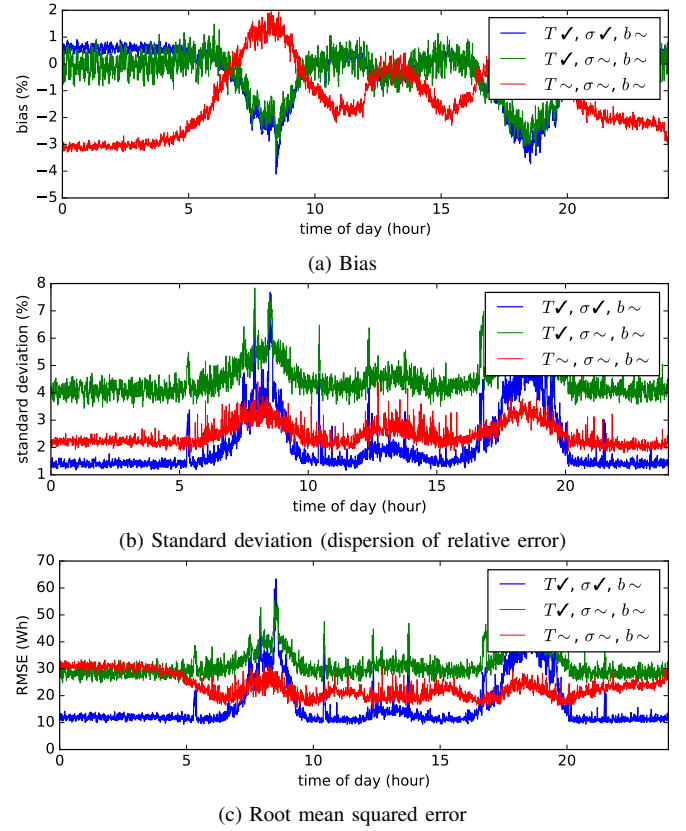 2
1
0
−1
−2
−3
−4
−5
bias (%)
T✓, σ✓, b∼
T✓, σ∼, b∼
T∼, σ∼, b∼
0 5 10 15 20
time of day (hour)
(a) Bias
8
7
6
5
4
3
2
1
standard deviation (%)
T✓, σ✓, b∼
T✓, σ∼, b∼
T∼, σ∼, b∼
0 5 10 15 20
time of day (hour)
(b) Standard deviation (dispersion of relative error)
70
60
50
40
30
20
10
0
RMSE (Wh)
T✓, σ✓, b∼
T✓, σ∼, b∼
T∼, σ∼, b∼
0 5 10 15 20
time of day (hour)
(c) Root mean squared error